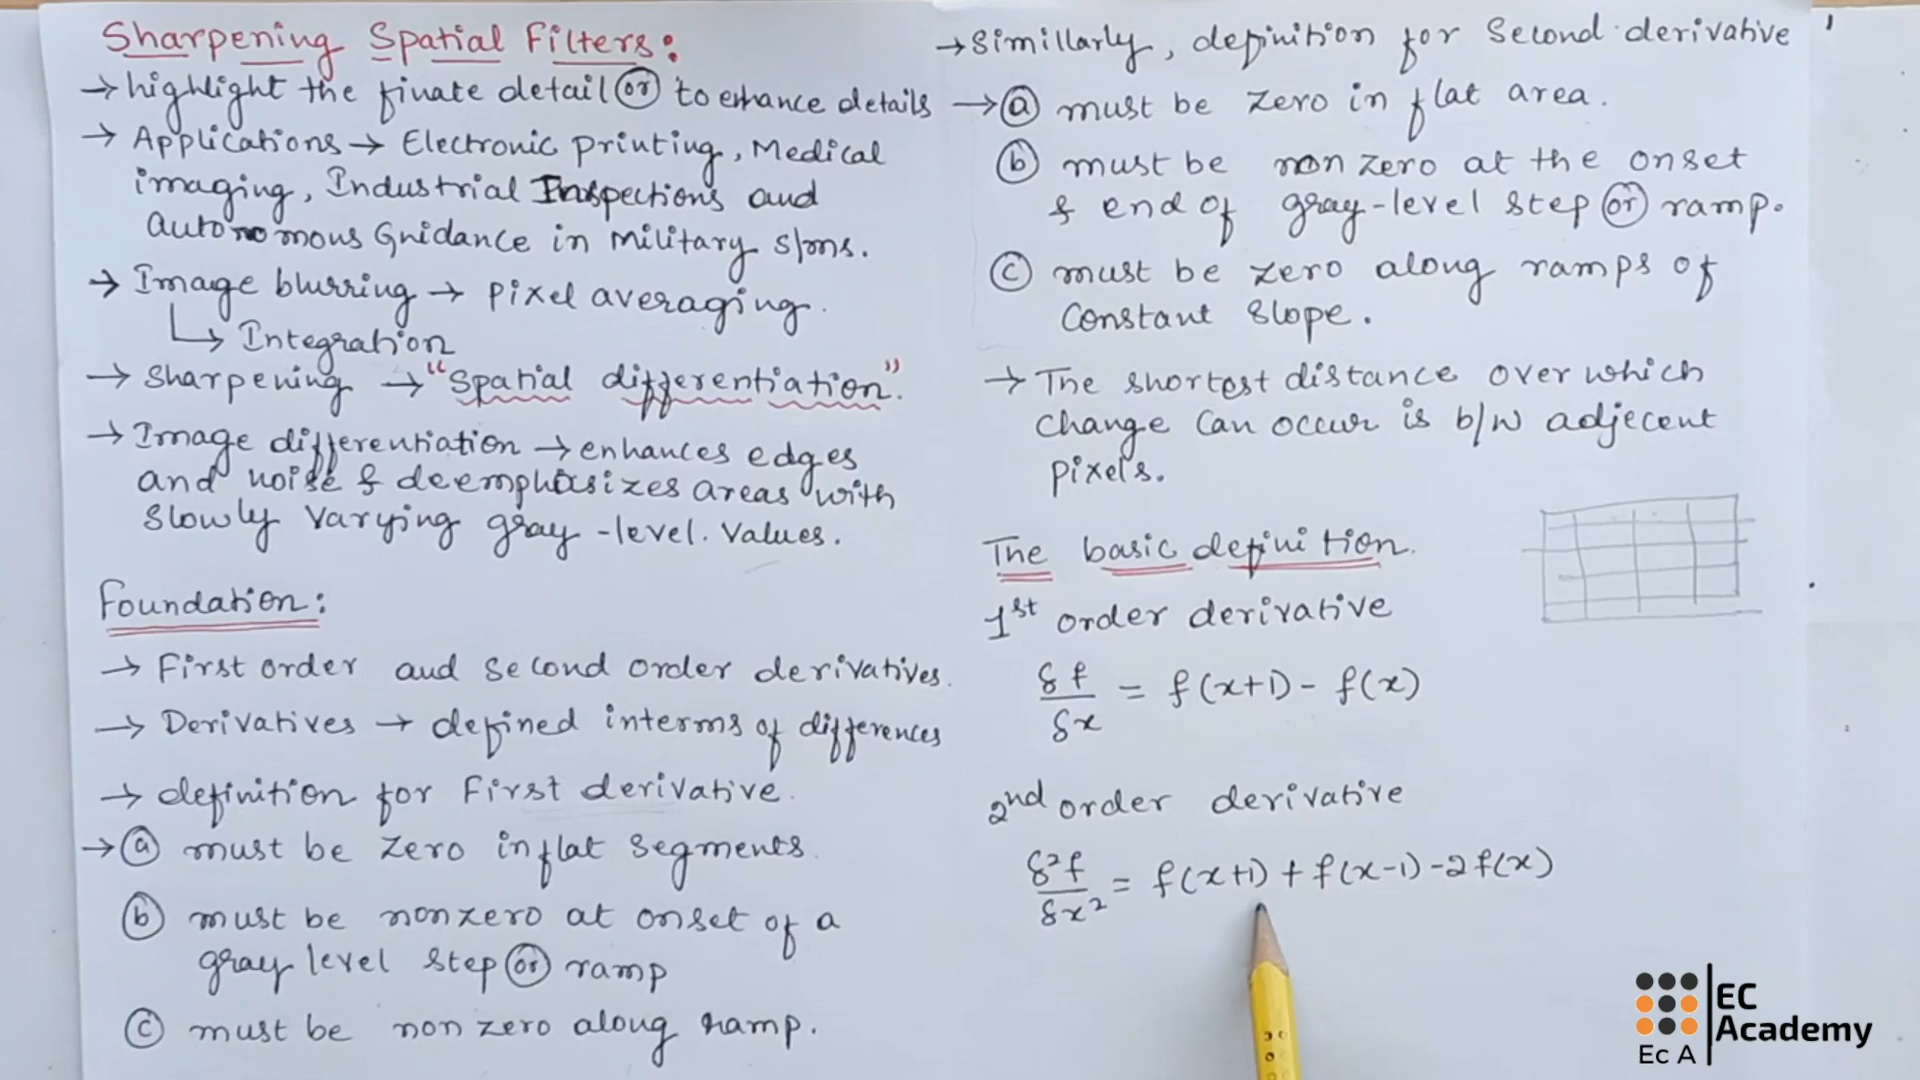 Sharpening Spatial Filters:
→ highlight the finate detail (or) to enhance details
→ Applications → Electronic printing, Medical
imaging, Industrial Inspections and
Autonomous Guidance in military s/ms.
→ Image blurring → pixel averaging.
↳ Integration
→ Sharpening → "Spatial differentiation".
→ Image differentiation → enhances edges
and noise & deemphasizes areas with
slowly varying gray-level. values.
Foundation:
→ First order and second order derivatives.
→ Derivatives → defined interms of differences
→ definition for First derivative.
→ (a) must be zero in flat segments.
(b) must be nonzero at onset of a
gray level step (or) ramp
(c) must be non zero along ramp.
→ Simillarly, definition for Second derivative
→ (a) must be zero in flat area.
(b) must be non zero at the onset
& end of gray-level step (or) ramp.
(c) must be zero along ramps of
Constant slope.
→ The shortest distance over which
change can occur is b/w adjecent
pixels.
The basic definition.
1st order derivative
δf/δx = f(x+1) - f(x)
2nd order derivative
δ²f/δx² = f(x+1) + f(x-1) - 2f(x)
EC
Academy
Ec A